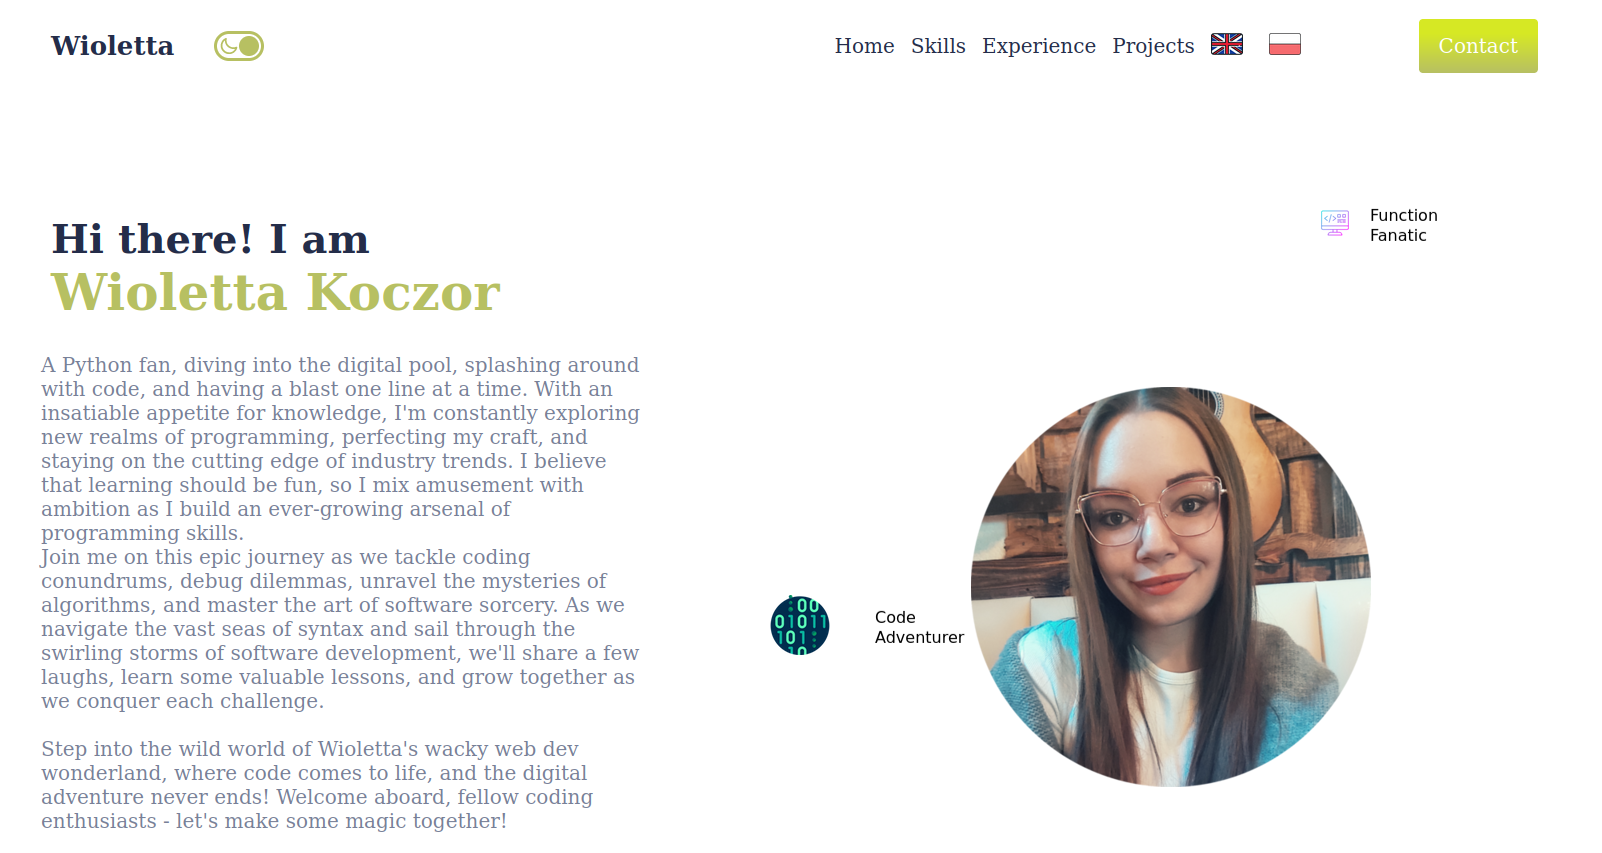 Wioletta
Home Skills Experience Projects
Contact
Hi there! I am
Wioletta Koczor
A Python fan, diving into the digital pool, splashing around
with code, and having a blast one line at a time. With an
insatiable appetite for knowledge, I'm constantly exploring
new realms of programming, perfecting my craft, and
staying on the cutting edge of industry trends. I believe
that learning should be fun, so I mix amusement with
ambition as I build an ever-growing arsenal of
programming skills.
Join me on this epic journey as we tackle coding
conundrums, debug dilemmas, unravel the mysteries of
algorithms, and master the art of software sorcery. As we
navigate the vast seas of syntax and sail through the
swirling storms of software development, we'll share a few
laughs, learn some valuable lessons, and grow together as
we conquer each challenge.
Step into the wild world of Wioletta's wacky web dev
wonderland, where code comes to life, and the digital
adventure never ends! Welcome aboard, fellow coding
enthusiasts - let's make some magic together!
Function
Fanatic
00
01011
101
10
Code
Adventurer